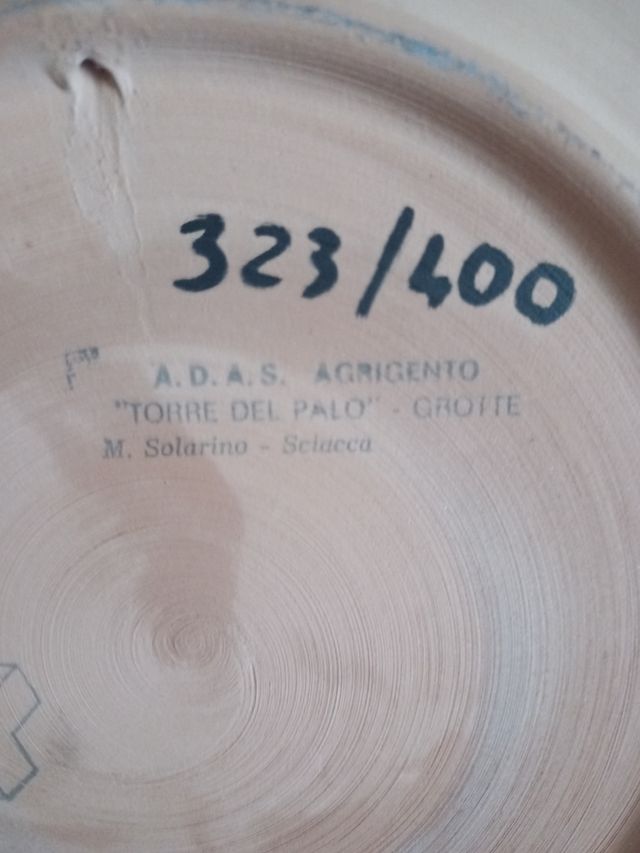 323/400
A.D.A.S. AGRIGENTO
"TORRE DEL PALO" - GROTTE
M. Solarino - Sciacca